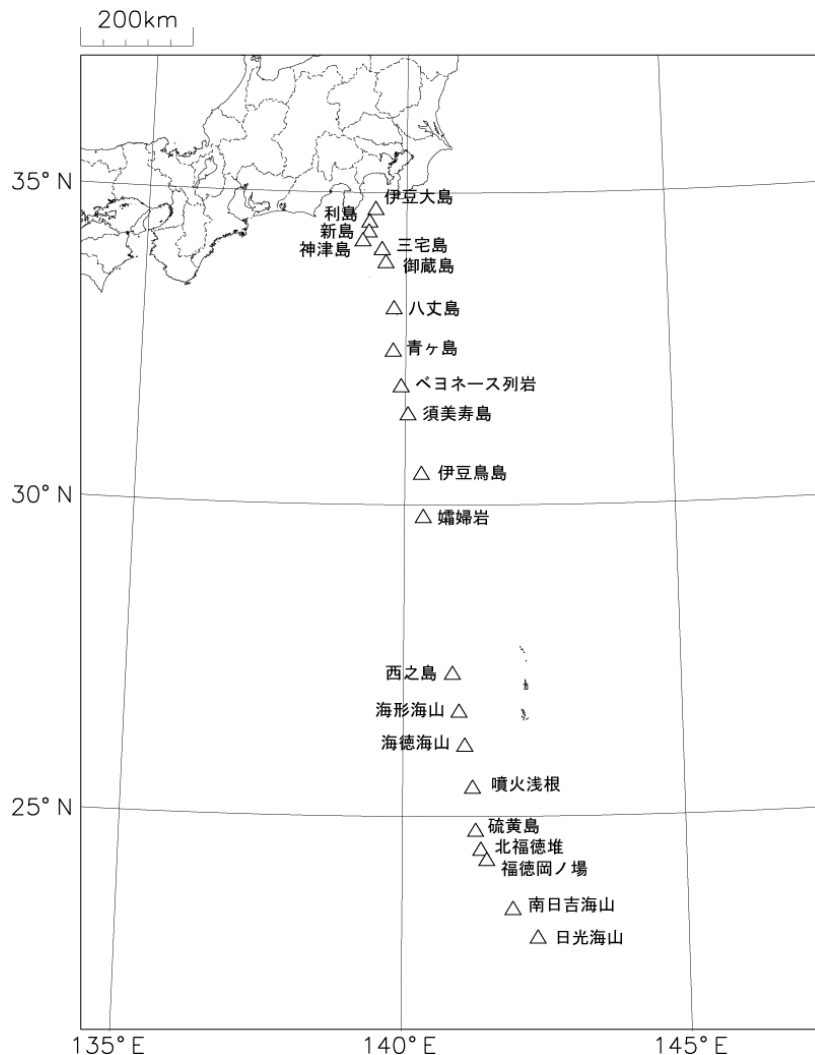 200km
35° N
伊豆大島
利島
新島
神津島
三宅島
御蔵島
八丈島
青ヶ島
ベヨネース列岩
須美寿島
伊豆鳥島
30° N
孀婦岩
西之島
海形海山
海徳海山
噴火浅根
25° N
硫黄島
北福徳堆
福徳岡ノ場
南日吉海山
日光海山
135° E
140° E
145° E